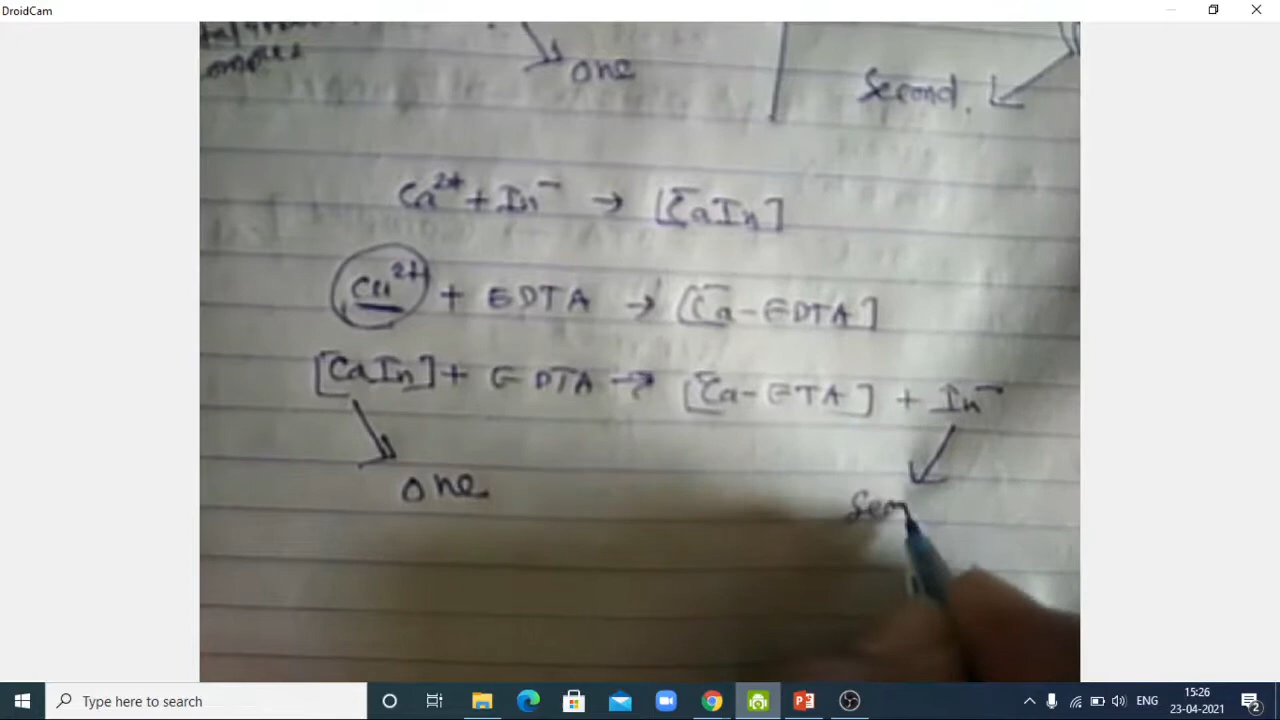 DroidCam
one
Second.
Ca²⁺ + In⁻ → [CaIn]
Ca²⁺ + EDTA → [Ca-EDTA]
[CaIn] + EDTA → [Ca-ETA] + In⁻
one
Type here to search
ENG
15:26
23-04-2021
2